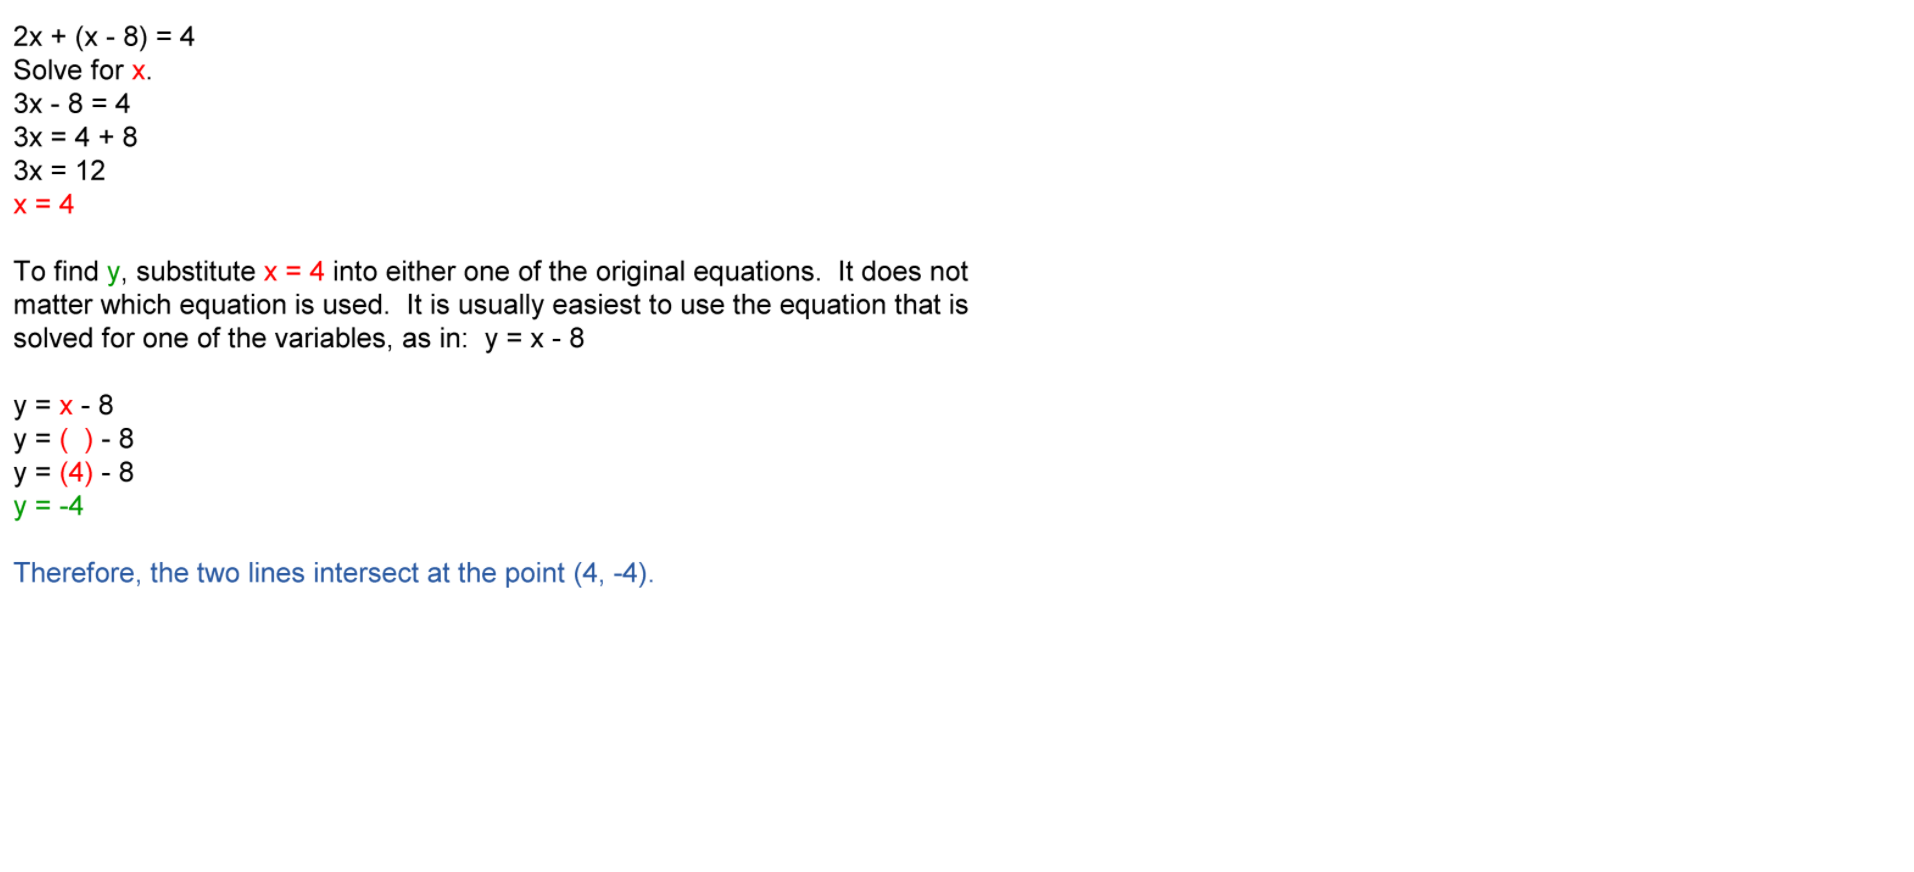 2x + (x - 8) = 4
Solve for x.
3x - 8 = 4
3x = 4 + 8
3x = 12
x = 4
To find y, substitute x = 4 into either one of the original equations.  It does not
matter which equation is used.  It is usually easiest to use the equation that is
solved for one of the variables, as in:  y = x - 8
y = x - 8
y = (  ) - 8
y = (4) - 8
y = -4
Therefore, the two lines intersect at the point (4, -4).